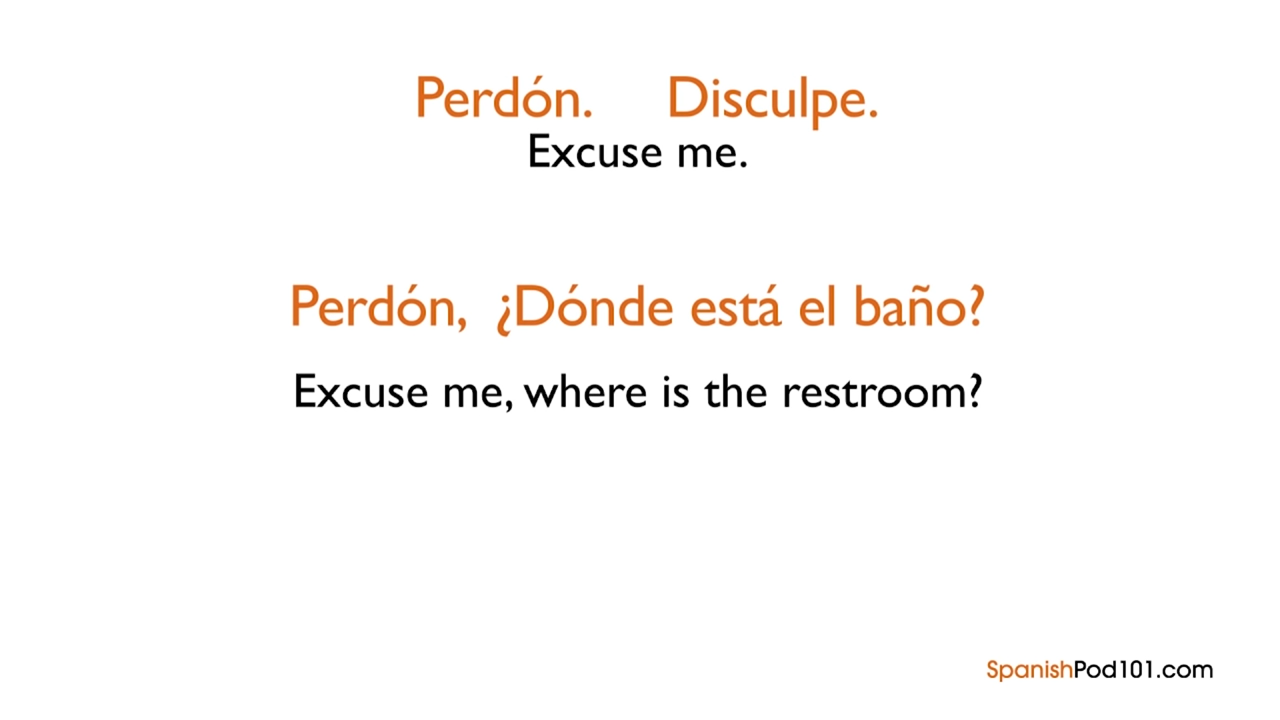 Perdón. Disculpe.
Excuse me.
Perdón, ¿Dónde está el baño?
Excuse me, where is the restroom?
SpanishPod101.com